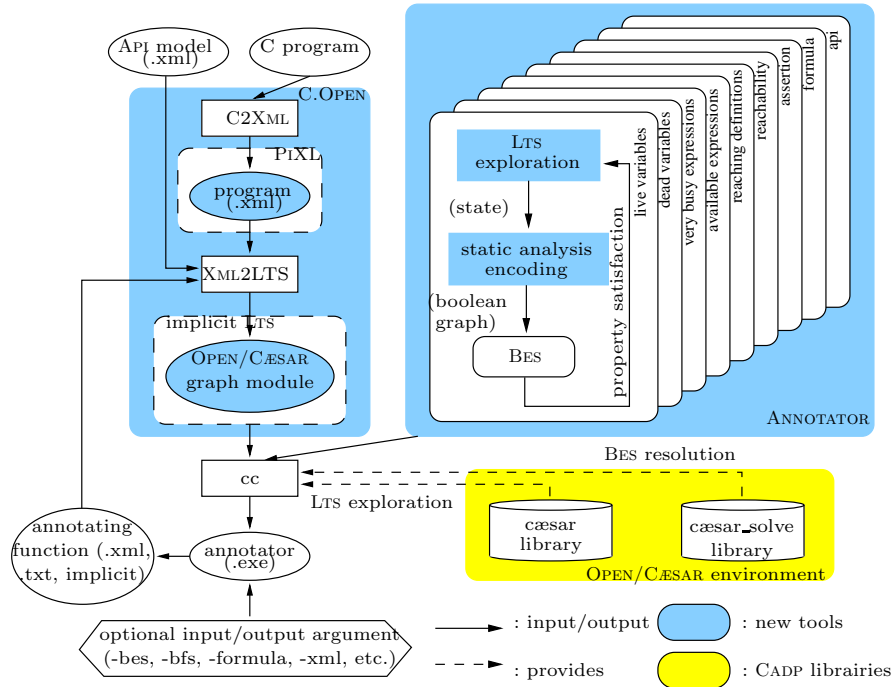 API model
(.xml)
C program
C.OPEN
C2XML
PIXL
program
(.xml)
XML2LTS
implicit LTS
OPEN/CÆSAR
graph module
LTS
exploration
(state)
static analysis
encoding
(boolean
graph)
BES
property satisfaction
live variables
dead variables
very busy expressions
available expressions
reaching definitions
reachability
assertion
formula
api
ANNOTATOR
cc
BES resolution
LTS exploration
cæsar
library
cæsar_solve
library
OPEN/CÆSAR environment
annotating
function (.xml,
.txt, implicit)
annotator
(.exe)
optional input/output argument
(-bes, -bfs, -formula, -xml, etc.)
: input/output
: new tools
: provides
: CADP librairies